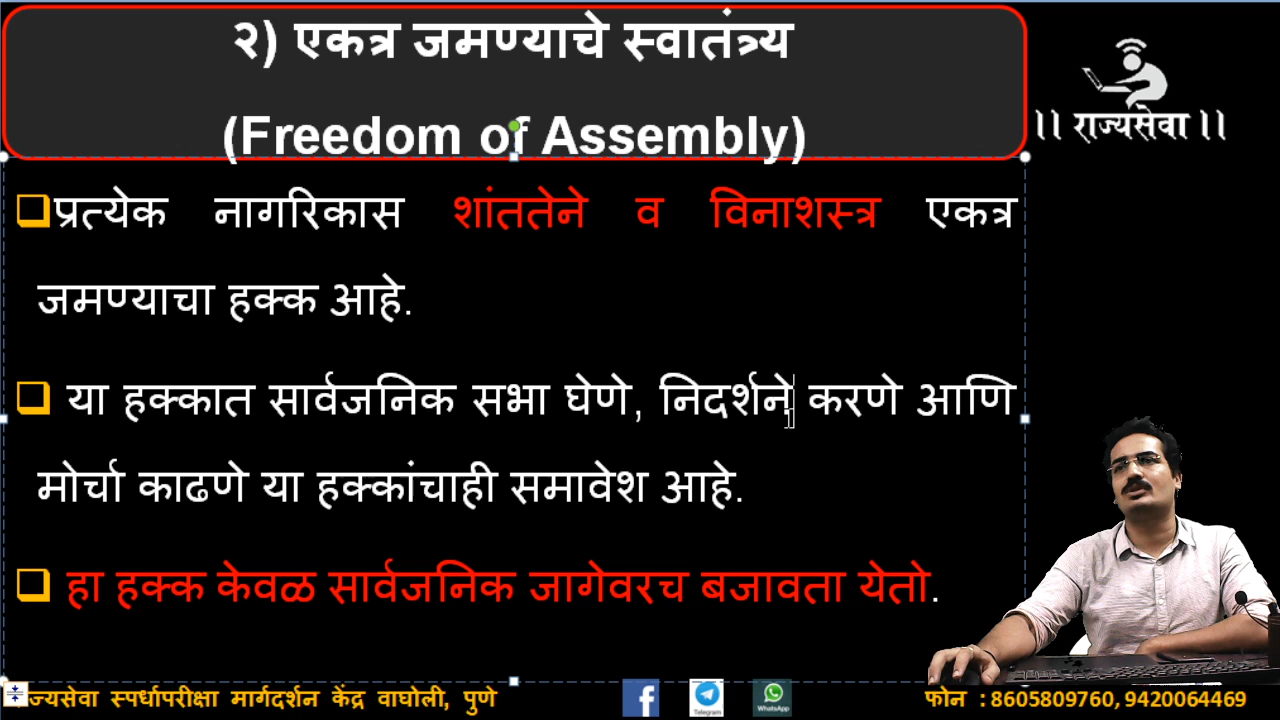 २) एकत्र जमण्याचे स्वातंत्र्य
(Freedom of Assembly)
|| राज्यसेवा ||
प्रत्येक नागरिकास शांततेने व विनाशस्त्र एकत्र
जमण्याचा हक्क आहे.
या हक्कात सार्वजनिक सभा घेणे, निदर्शने करणे आणि
मोर्चा काढणे या हक्कांचाही समावेश आहे.
हा हक्क केवळ सार्वजनिक जागेवरच बजावता येतो.
ज्यसेवा स्पर्धापरीक्षा मार्गदर्शन केंद्र वाघोली, पुणे
Telegram
WhatsApp
फोन : 8605809760, 9420064469